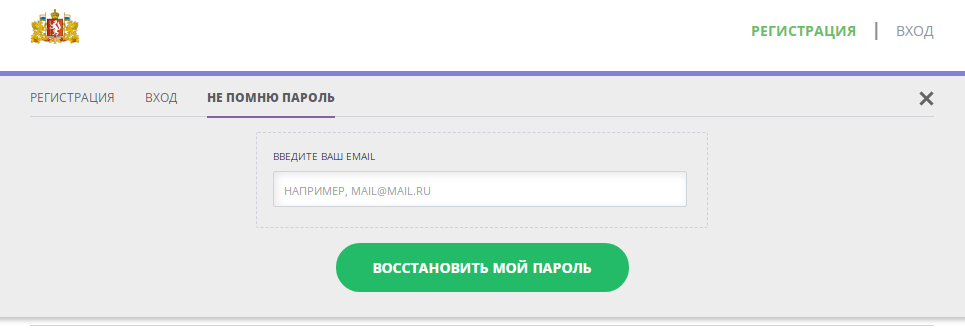 РЕГИСТРАЦИЯ | ВХОД
РЕГИСТРАЦИЯ ВХОД НЕ ПОМНЮ ПАРОЛЬ
ВВЕДИТЕ ВАШ EMAIL
НАПРИМЕР, MAIL@MAIL.RU
ВОССТАНОВИТЬ МОЙ ПАРОЛЬ